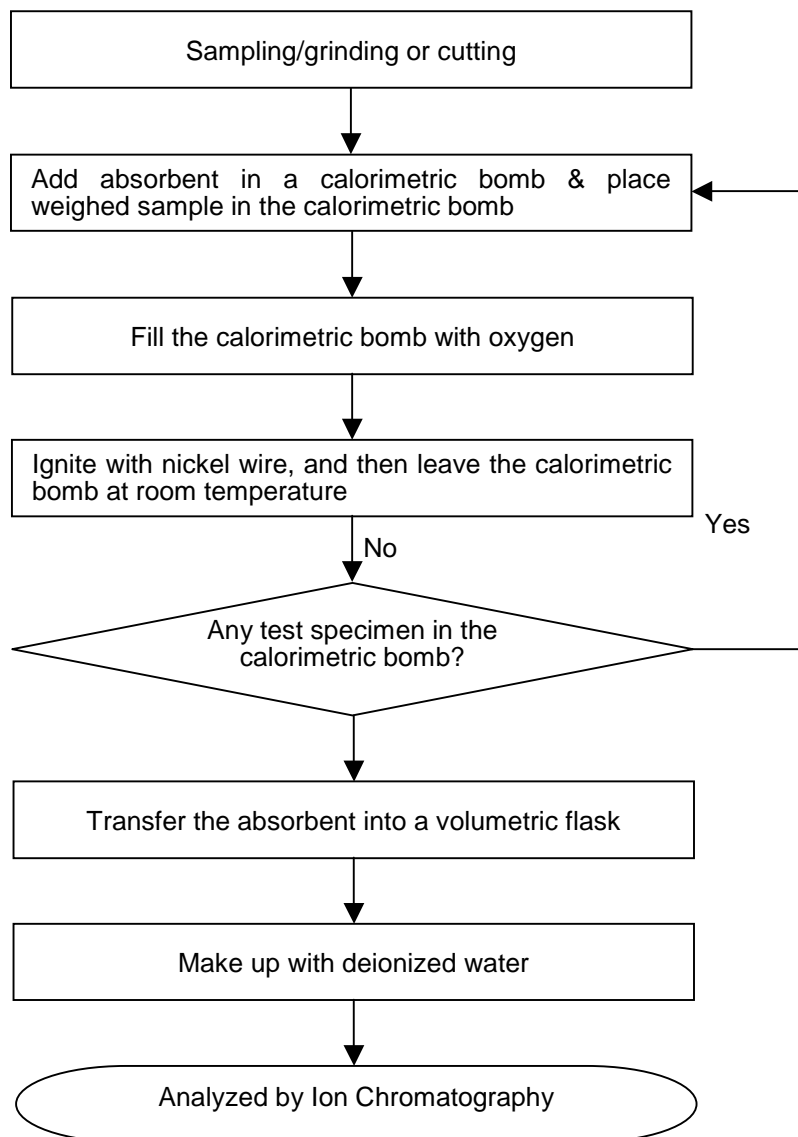 Sampling/grinding or cutting
Add absorbent in a calorimetric bomb & place
weighed sample in the calorimetric bomb
Fill the calorimetric bomb with oxygen
Ignite with nickel wire, and then leave the calorimetric
bomb at room temperature
Yes
No
Any test specimen in the
calorimetric bomb?
Transfer the absorbent into a volumetric flask
Make up with deionized water
Analyzed by Ion Chromatography